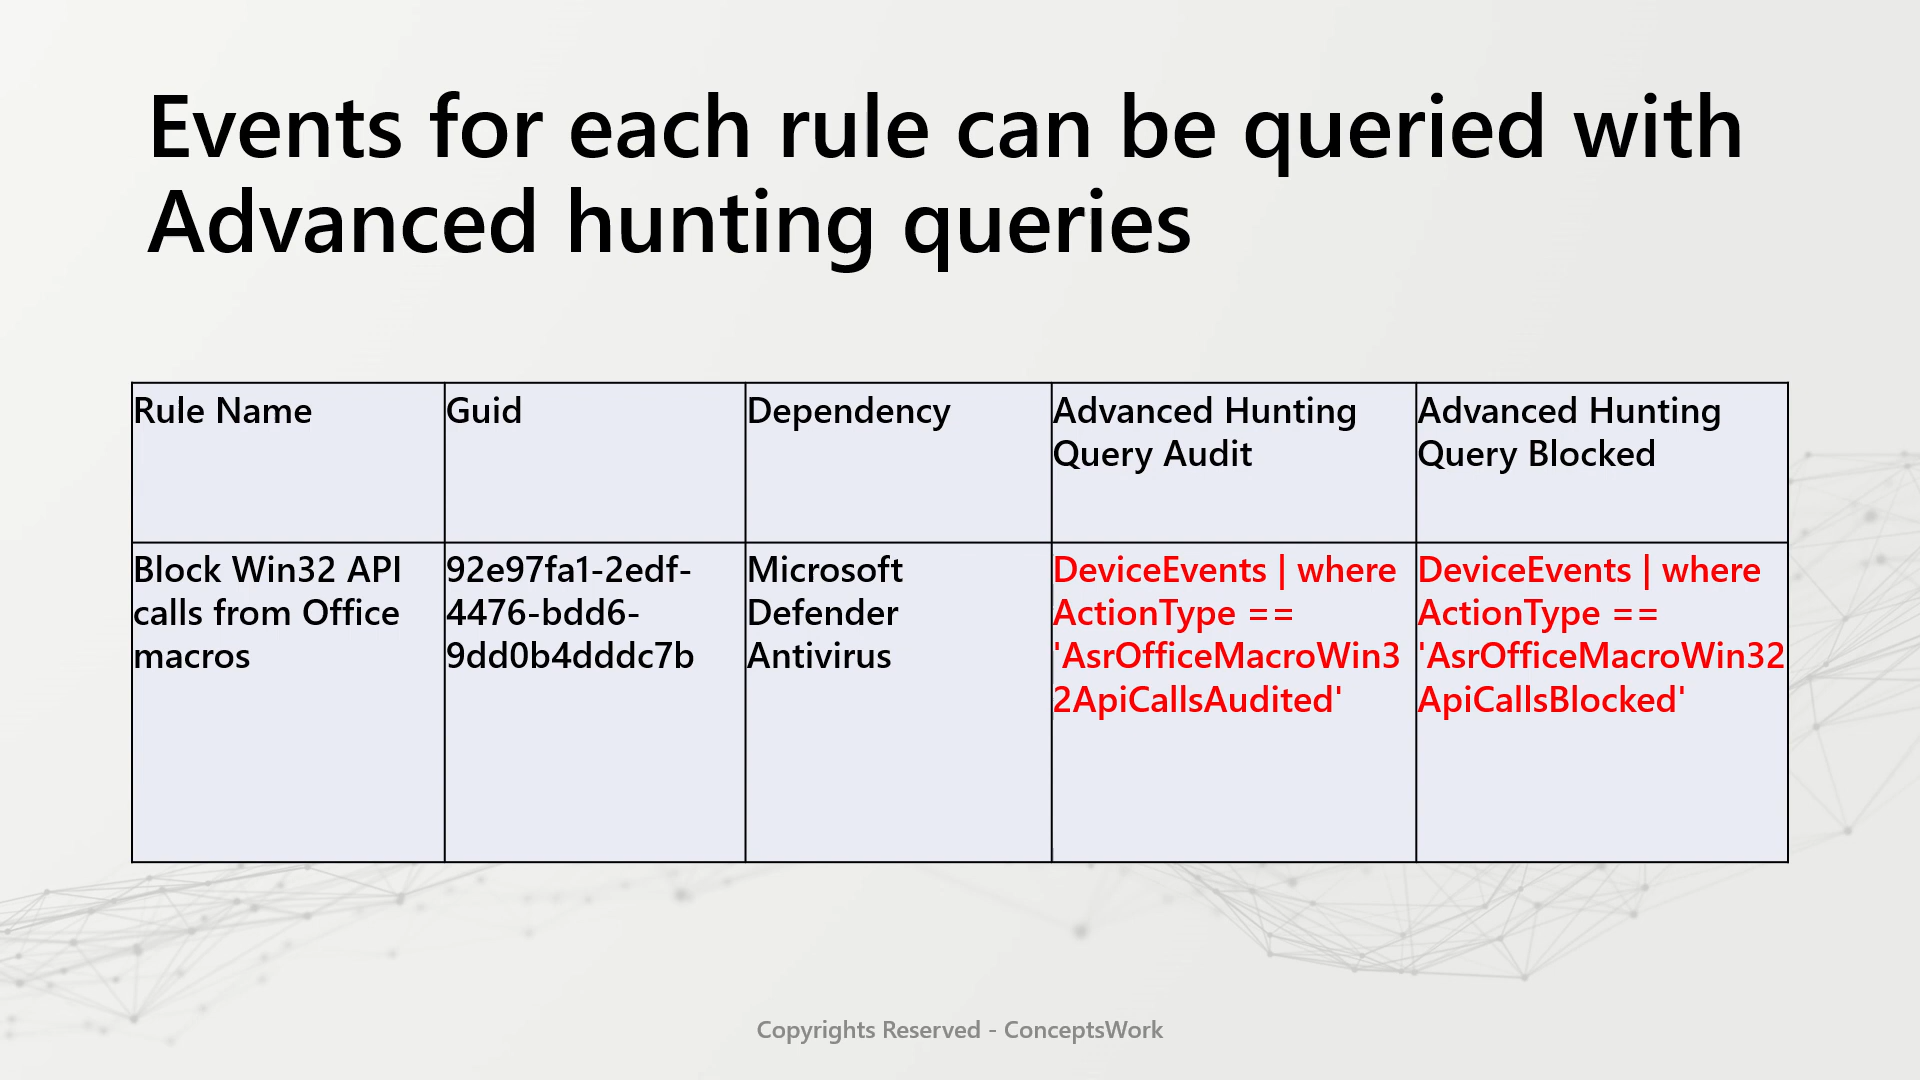 Events for each rule can be queried with
Advanced hunting queries
Rule Name
Guid
Dependency
Advanced Hunting
Query Audit
Advanced Hunting
Query Blocked
Block Win32 API
calls from Office
macros
92e97fa1-2edf-
4476-bdd6-
9dd0b4dddc7b
Microsoft
Defender
Antivirus
DeviceEvents | where
ActionType ==
'AsrOfficeMacroWin3
2ApiCallsAudited'
DeviceEvents | where
ActionType ==
'AsrOfficeMacroWin32
ApiCallsBlocked'
Copyrights Reserved - ConceptsWork